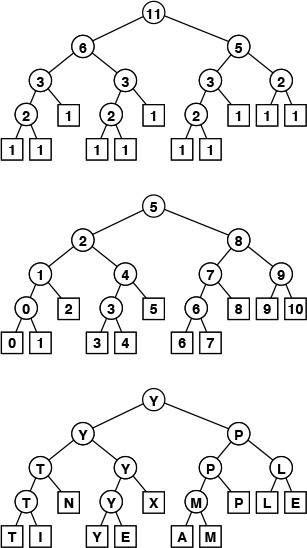 11
6 5
3 3 3 2
2 1 2 1 2 1 1 1
1 1 1 1 1 1
5
2 8
1 4 7 9
0 2 3 5 6 8 9 10
0 1 3 4 6 7
Y
Y P
T Y P L
T N Y X M P L E
T I Y E A M